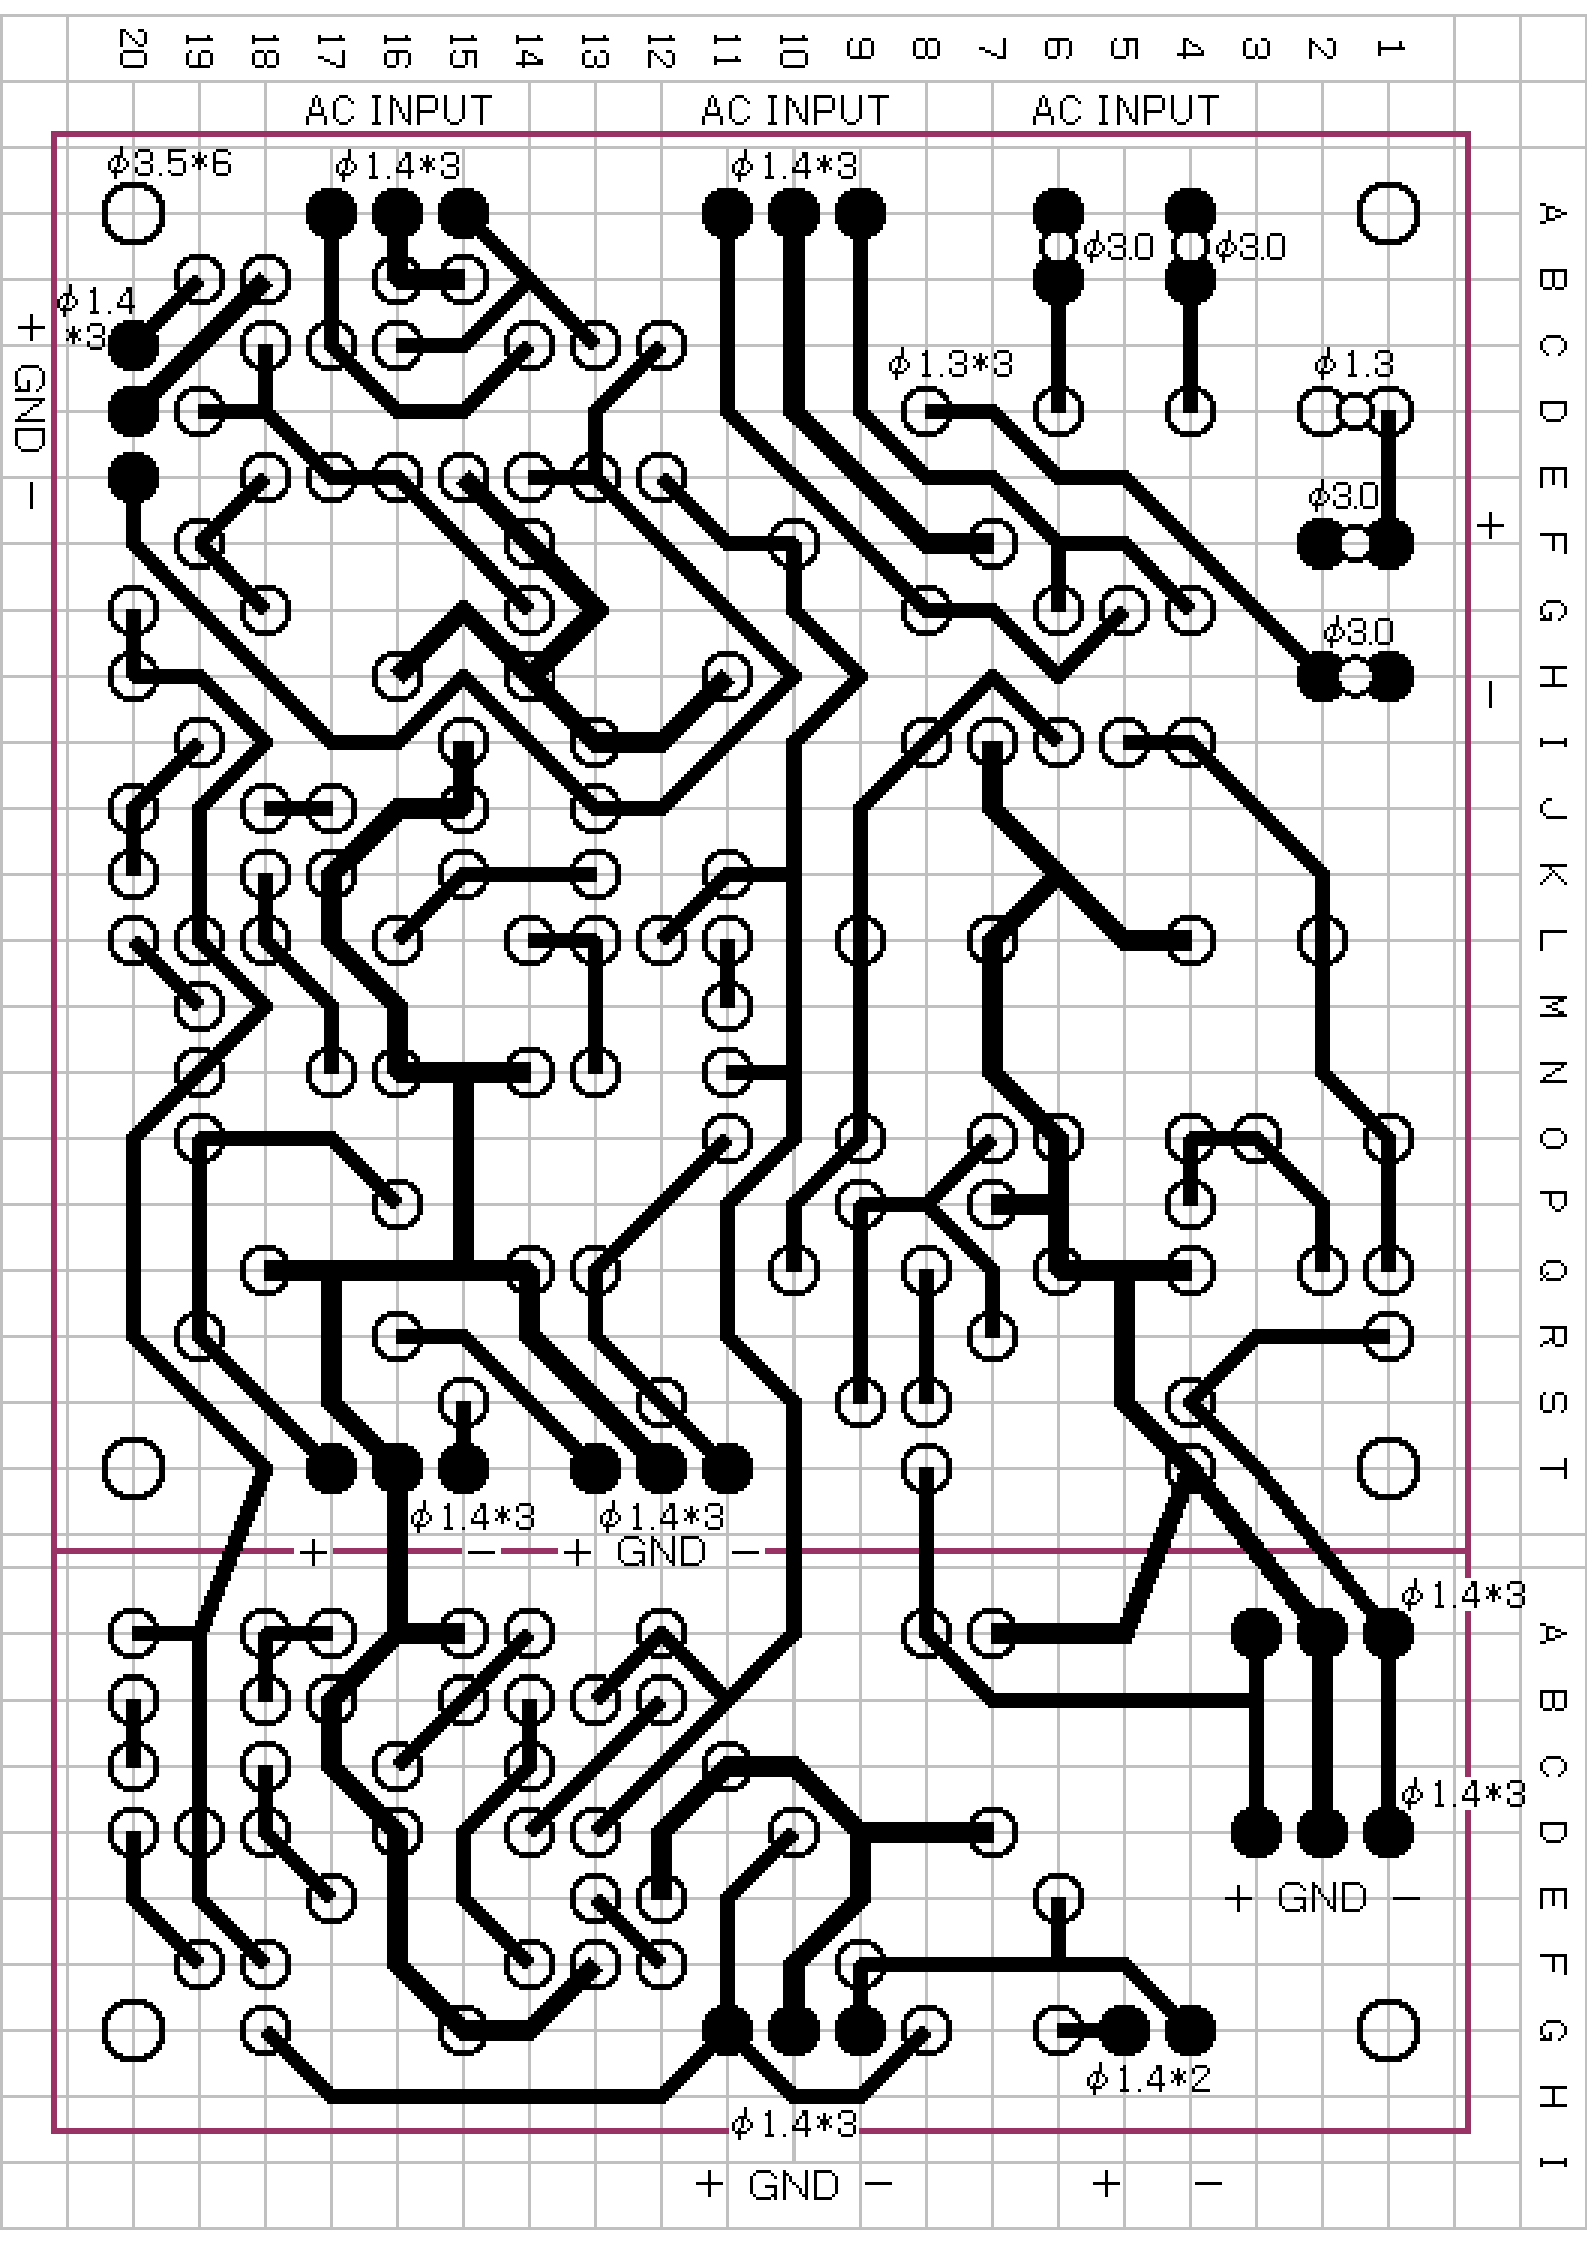 20 19 18 17 16 15 14 13 12 11 10 9 8 7 6 5 4 3 2 1
AC INPUT AC INPUT AC INPUT
ϕ3.5*6 ϕ1.4*3 ϕ1.4*3
A
ϕ3.0 ϕ3.0
B
ϕ1.4
*3
+ GND -
C
ϕ1.3*3 ϕ1.3
D
E
ϕ3.0
+
F
G
ϕ3.0
H
-
I
J
K
L
M
N
O
P
Q
R
S
T
ϕ1.4*3 ϕ1.4*3
+ - + GND -
ϕ1.4*3
A
B
C
ϕ1.4*3
D
+ GND -
E
F
G
ϕ1.4*2
H
ϕ1.4*3
I
+ GND - + -